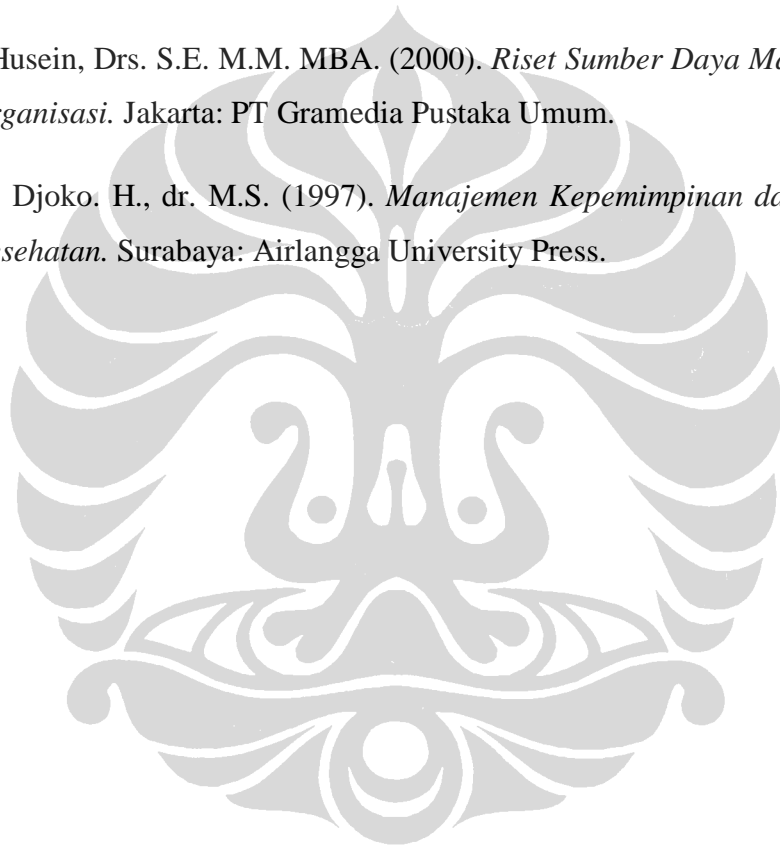 Husein, Drs. S.E. M.M. MBA. (2000). Riset Sumber Daya Ma
rganisasi. Jakarta: PT Gramedia Pustaka Umum.
Djoko. H., dr. M.S. (1997). Manajemen Kepemimpinan da
sehatan. Surabaya: Airlangga University Press.